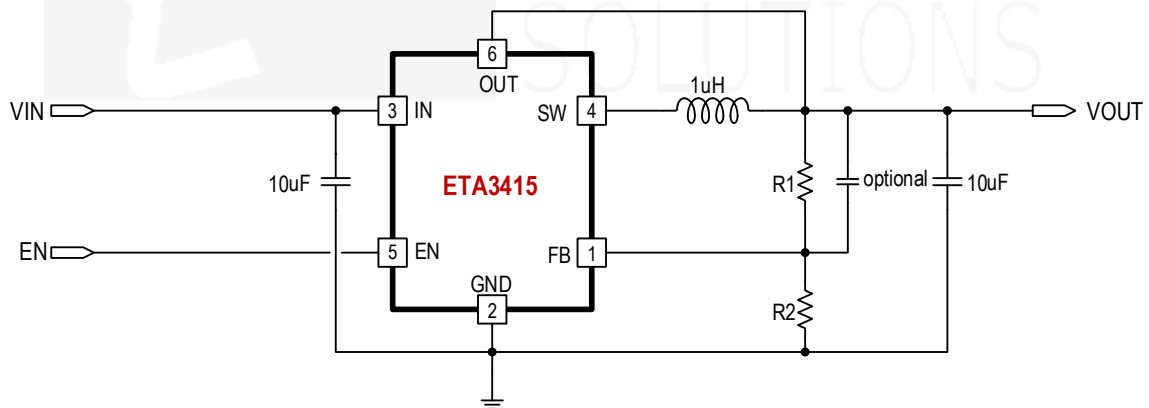 SOLUTIONS
6
OUT
1uH
VIN
3
IN
SW
4
VOUT
10uF
ETA3415
R1
optional
10uF
EN
5
EN
FB
1
GND
2
R2